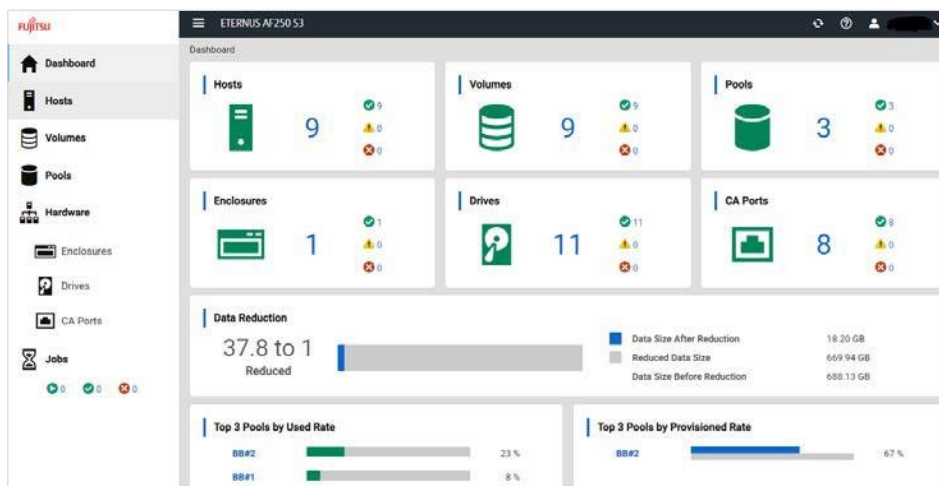 FUJITSU
ETERNUS AF250 S3
Dashboard
Dashboard
Hosts
Volumes
Pools
Hardware
Enclosures
Drives
CA Ports
Jobs
0 0 0
Hosts
9
9
0
0
Volumes
9
9
0
0
Pools
3
3
0
0
Enclosures
1
1
0
0
Drives
11
11
0
0
CA Ports
8
8
0
0
Data Reduction
37.8 to 1
Reduced
Data Size After Reduction 18.20 GB
Reduced Data Size 669.94 GB
Data Size Before Reduction 688.13 GB
Top 3 Pools by Used Rate
BB#2 23 %
BB#1 8 %
Top 3 Pools by Provisioned Rate
BB#2 67 %